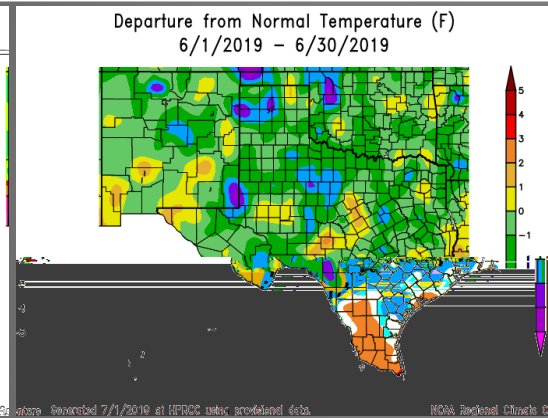 Departure from Normal Temperature (F)
6/1/2019 – 6/30/2019
5
4
3
2
1
0
−1
Generated 7/1/2019 at HPRCC using provisional data.
NOAA Regional Climate C